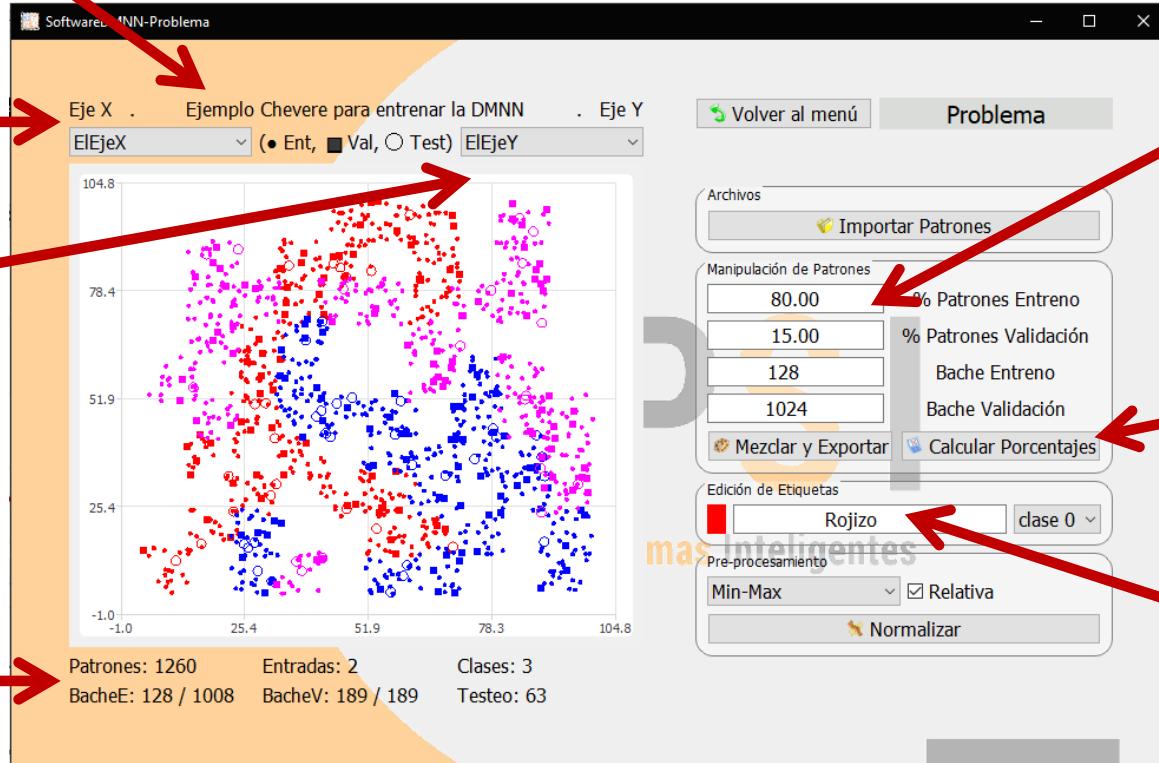 SoftwareDMNN-Problema
Eje X . Ejemplo Chevere para entrenar la DMNN . Eje Y
ElEjeX (● Ent, ■ Val, ○ Test) ElEjeY
104.8
78.4
51.9
25.4
-1.0
-1.0 25.4 51.9 78.3 104.8
Patrones: 1260 Entradas: 2 Clases: 3
BacheE: 128 / 1008 BacheV: 189 / 189 Testeo: 63
Volver al menú Problema
Archivos
Importar Patrones
Manipulación de Patrones
80.00 % Patrones Entreno
15.00 % Patrones Validación
128 Bache Entreno
1024 Bache Validación
Mezclar y Exportar Calcular Porcentajes
Edición de Etiquetas
Rojizo clase 0
mas Inteligentes
Pre-procesamiento
Min-Max Relativa
Normalizar